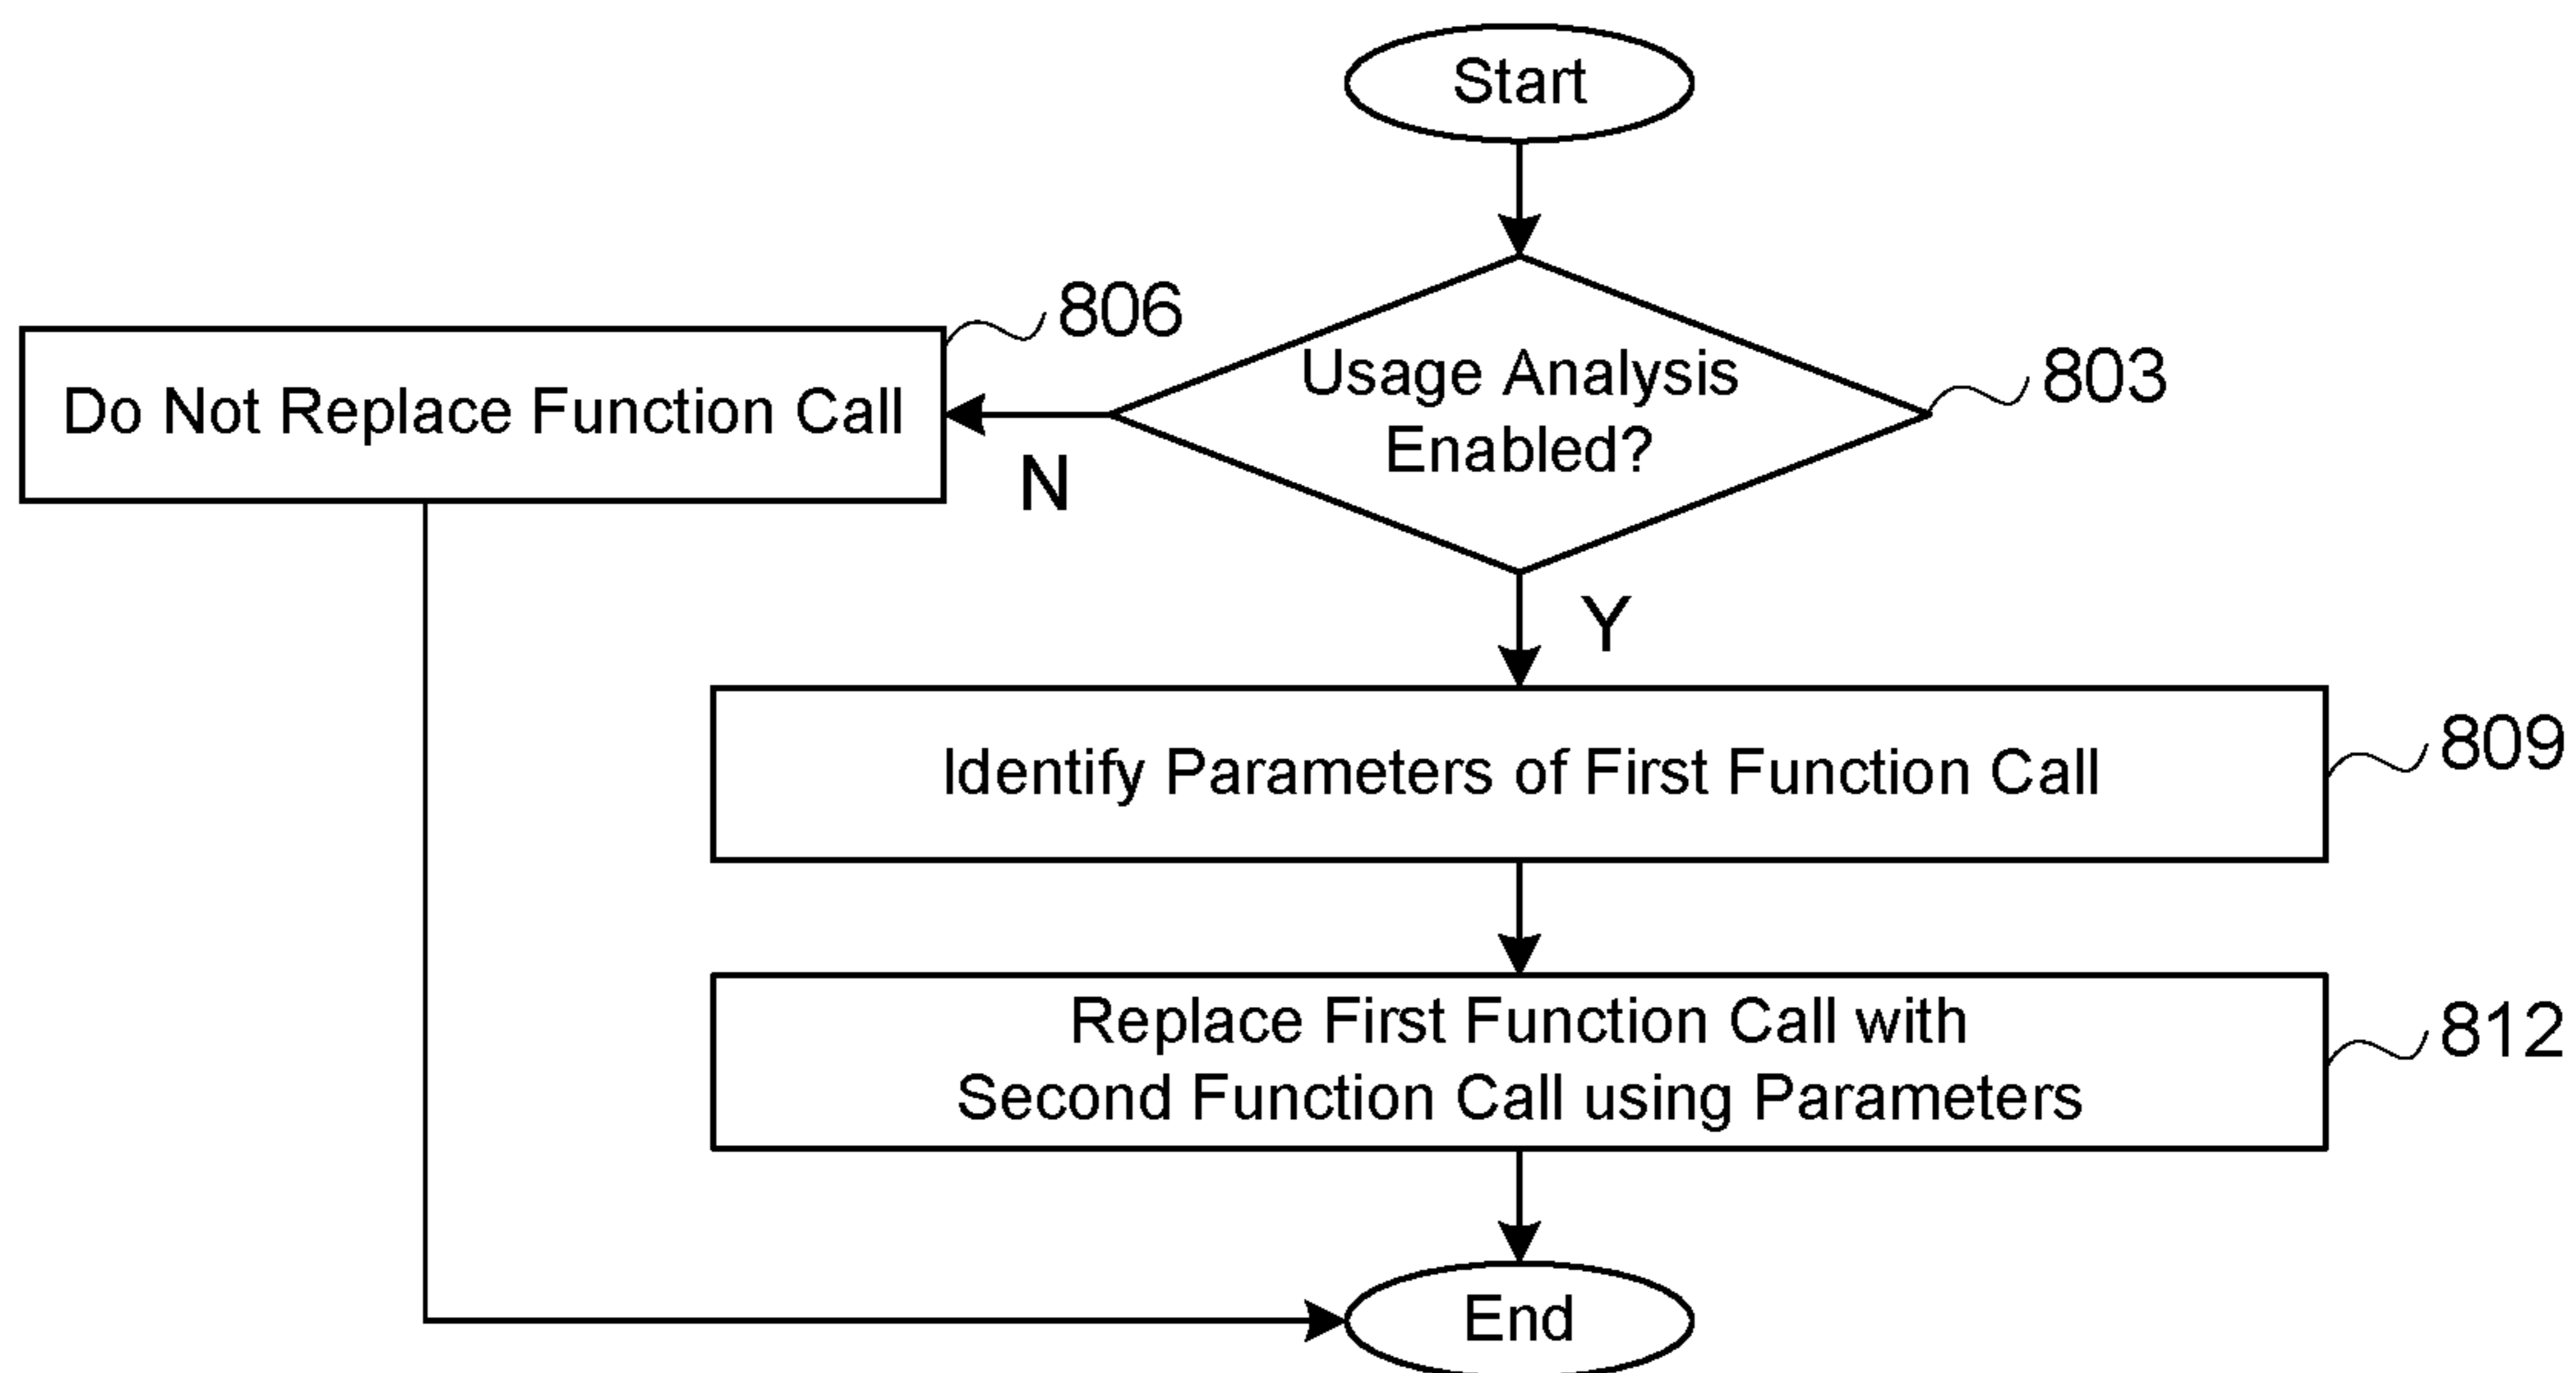 Start
806
Do Not Replace Function Call
N
Usage Analysis
Enabled?
803
Y
Identify Parameters of First Function Call
809
Replace First Function Call with
Second Function Call using Parameters
812
End